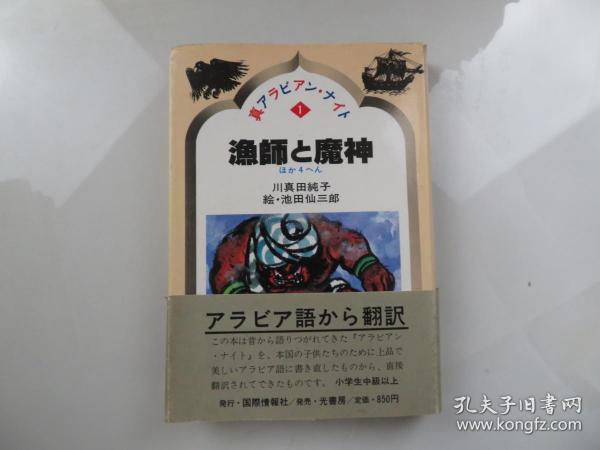 真アラビアン・ナイト
1
漁師と魔神
ほか4へん
川真田純子
絵・池田仙三郎
アラビア語から翻訳
この本は昔から語りつがれてきた『アラビアン
・ナイト』を、本国の子供たちのために上品で
美しいアラビア語に書き直したものから、直接
翻訳されてできたものです。 小学生中級以上
発行・国際情報社／発売・光書房／定価・850円
孔夫子旧书网
www.kongfz.com